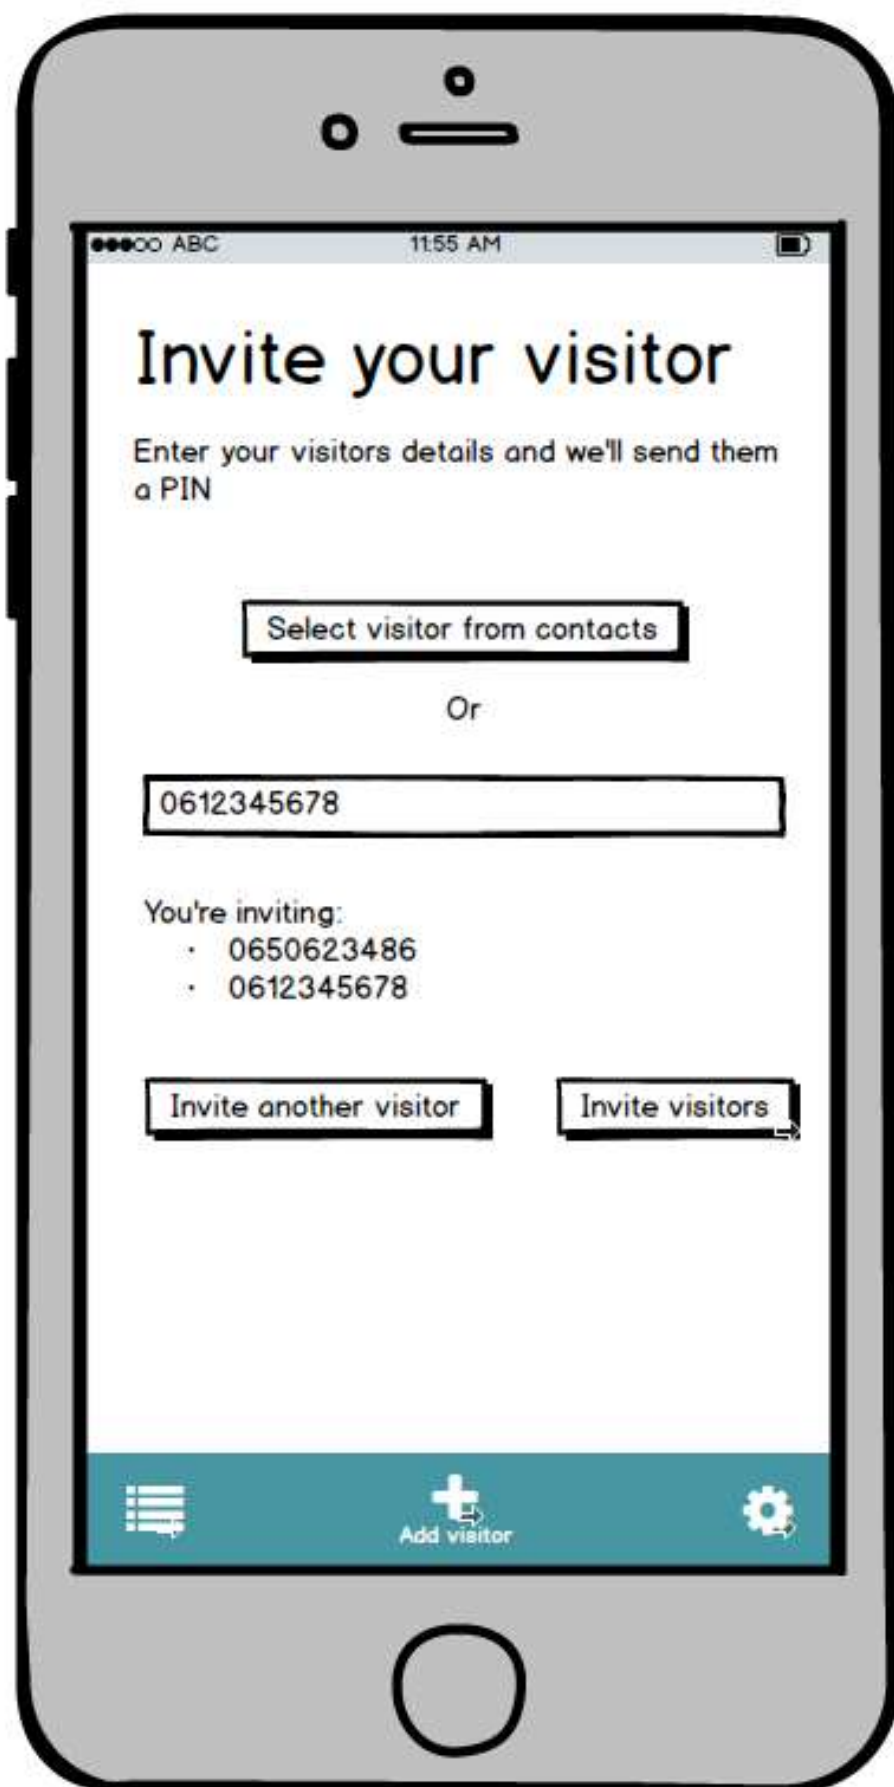 ABC 11:55 AM
Invite your visitor
Enter your visitors details and we'll send them
a PIN
Select visitor from contacts
Or
0612345678
You're inviting:
· 0650623486
· 0612345678
Invite another visitor Invite visitors
Add visitor